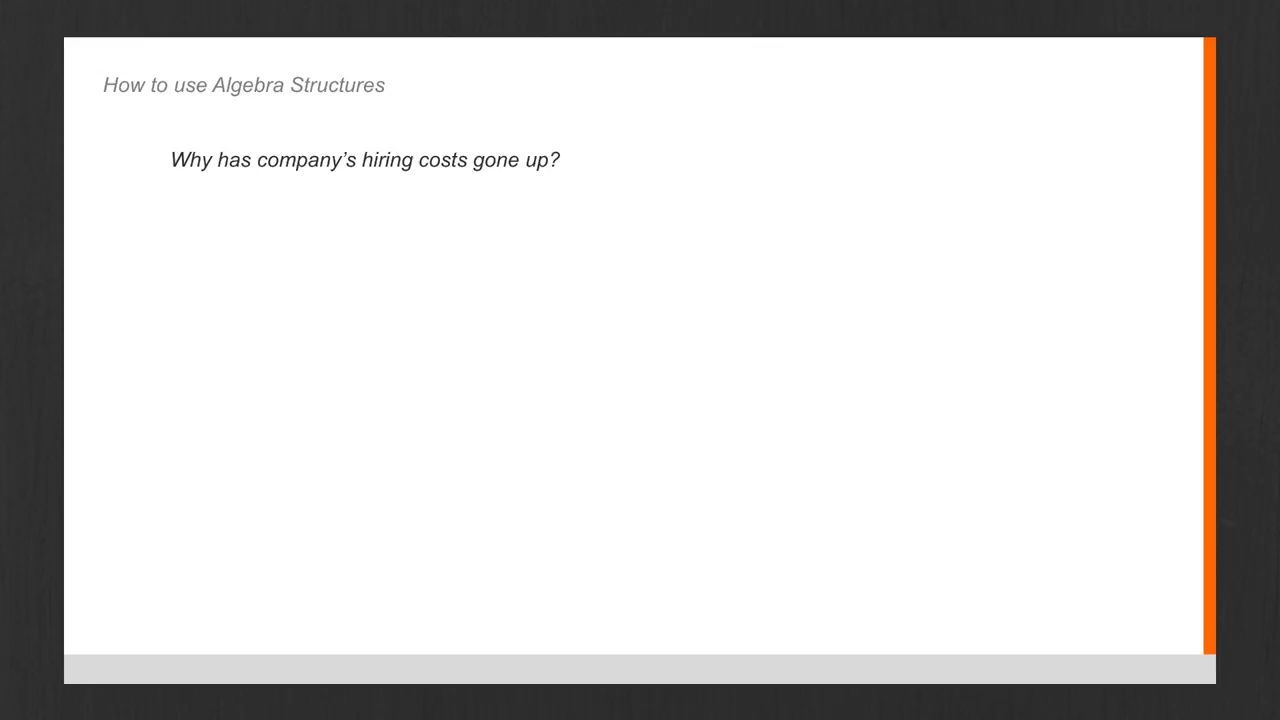 How to use Algebra Structures
Why has company’s hiring costs gone up?